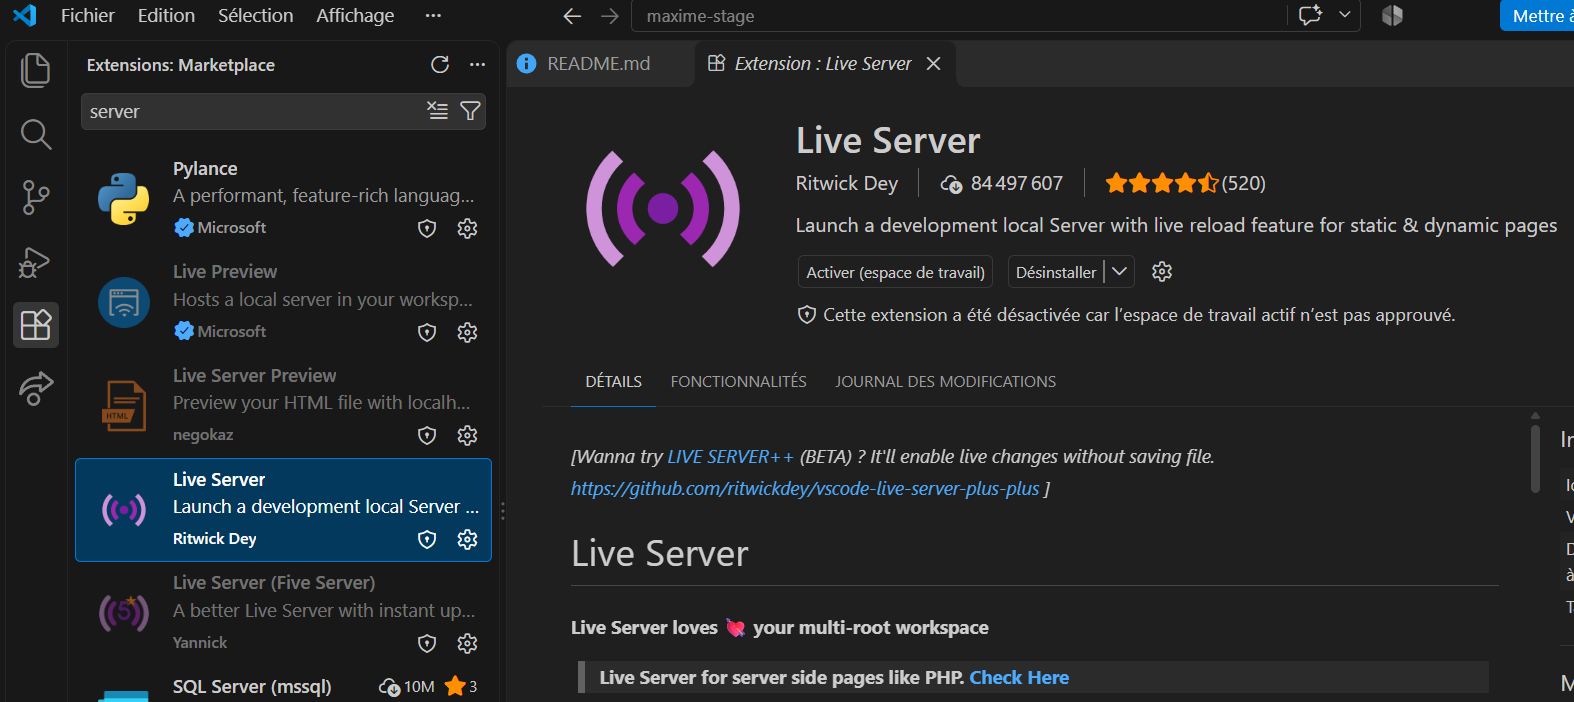 Fichier Edition Sélection Affichage ··· maxime-stage Mettre à
Extensions: Marketplace
server
Pylance
A performant, feature-rich languag...
Microsoft
Live Preview
Hosts a local server in your worksp...
Microsoft
Live Server Preview
Preview your HTML file with localh...
negokaz
Live Server
Launch a development local Server ...
Ritwick Dey
Live Server (Five Server)
A better Live Server with instant up...
Yannick
SQL Server (mssql) 10M 3
README.md Extension : Live Server
Live Server
Ritwick Dey 84 497 607 (520)
Launch a development local Server with live reload feature for static & dynamic pages
Activer (espace de travail) Désinstaller
Cette extension a été désactivée car l’espace de travail actif n’est pas approuvé.
DÉTAILS FONCTIONNALITÉS JOURNAL DES MODIFICATIONS
[Wanna try LIVE SERVER++ (BETA) ? It'll enable live changes without saving file.
https://github.com/ritwickdey/vscode-live-server-plus-plus ]
Live Server
Live Server loves 💘 your multi-root workspace
Live Server for server side pages like PHP. Check Here
HTML